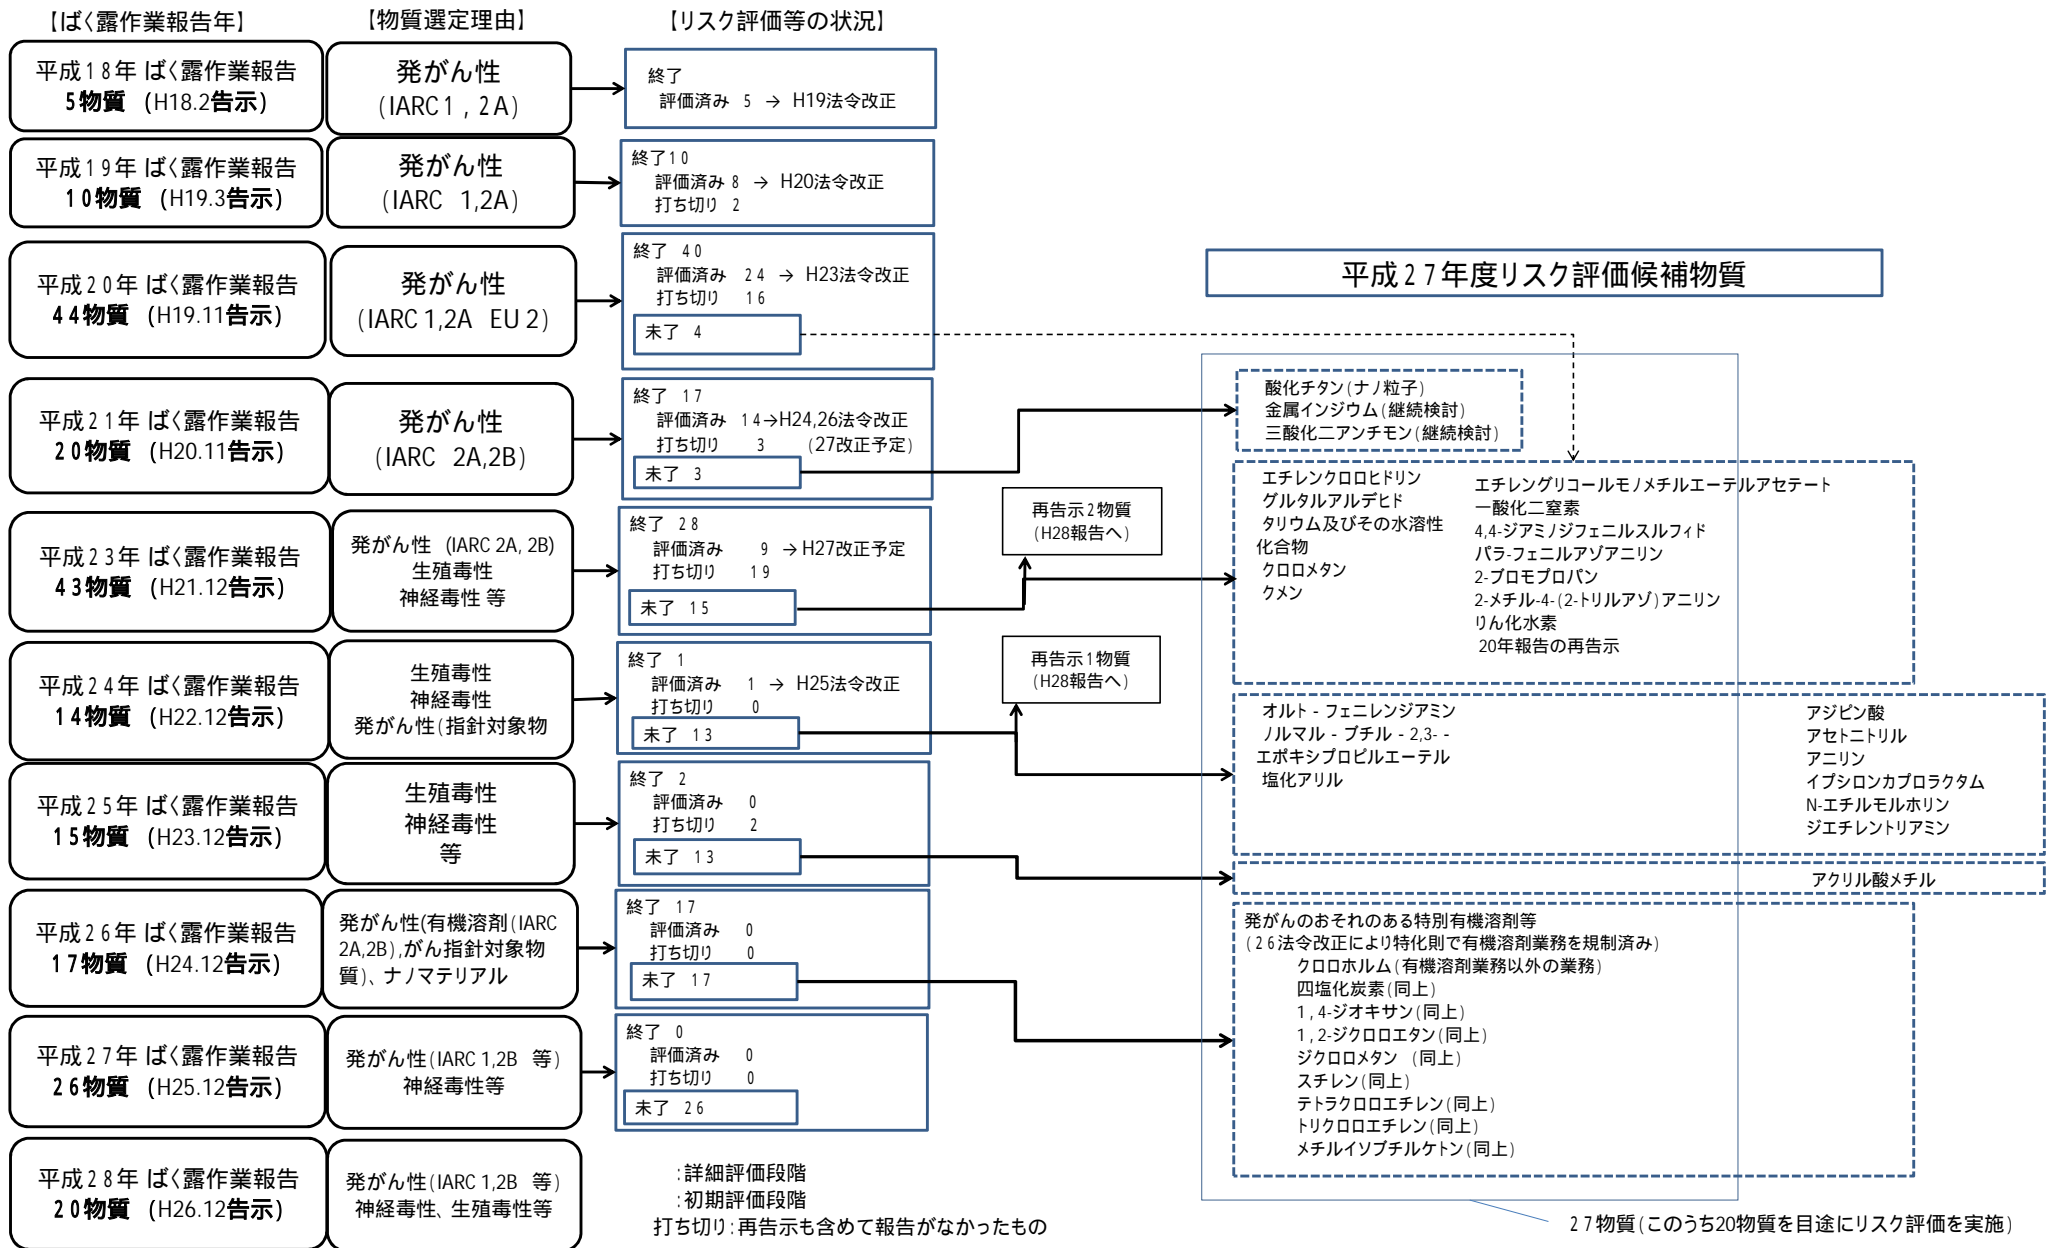 【ばく露作業報告年】
【物質選定理由】
【リスク評価等の状況】
平成18年 ばく露作業報告
5物質 (H18.2告示)
発がん性
(IARC1，2A)
終了
評価済み 5 → H19法令改正
平成19年 ばく露作業報告
10物質 (H19.3告示)
発がん性
(IARC 1,2A)
終了10
評価済み 8 → H20法令改正
打ち切り 2
平成20年 ばく露作業報告
44物質 (H19.11告示)
発がん性
(IARC 1,2A EU 2)
終了 40
評価済み 24 → H23法令改正
打ち切り 16
未了 4
平成21年 ばく露作業報告
20物質 (H20.11告示)
発がん性
(IARC 2A,2B)
終了 17
評価済み 14→H24,26法令改正
打ち切り 3 (27改正予定)
未了 3
平成23年 ばく露作業報告
43物質 (H21.12告示)
発がん性 (IARC 2A, 2B)
生殖毒性
神経毒性 等
終了 28
評価済み 9 → H27改正予定
打ち切り 19
未了 15
再告示2物質
(H28報告へ)
平成24年 ばく露作業報告
14物質 (H22.12告示)
生殖毒性
神経毒性
発がん性(指針対象物
終了 1
評価済み 1 → H25法令改正
打ち切り 0
未了 13
再告示1物質
(H28報告へ)
平成25年 ばく露作業報告
15物質 (H23.12告示)
生殖毒性
神経毒性
等
終了 2
評価済み 0
打ち切り 2
未了 13
平成26年 ばく露作業報告
17物質 (H24.12告示)
発がん性(有機溶剤(IARC
2A,2B),がん指針対象物
質)、ナノマテリアル
終了 17
評価済み 0
打ち切り 0
未了 17
平成27年 ばく露作業報告
26物質 (H25.12告示)
発がん性(IARC 1,2B 等)
神経毒性等
終了 0
評価済み 0
打ち切り 0
未了 26
平成28年 ばく露作業報告
20物質 (H26.12告示)
発がん性(IARC 1,2B 等)
神経毒性、生殖毒性等
:詳細評価段階
:初期評価段階
打ち切り:再告示も含めて報告がなかったもの
平成27年度リスク評価候補物質
酸化チタン(ナノ粒子)
金属インジウム(継続検討)
三酸化二アンチモン(継続検討)
エチレンクロロヒドリン
グルタルアルデヒド
タリウム及びその水溶性
化合物
クロロメタン
クメン
エチレングリコールモノメチルエーテルアセテート
一酸化二窒素
4,4-ジアミノジフェニルスルフィド
パラ-フェニルアゾアニリン
2-ブロモプロパン
2-メチル-4-(2-トリルアゾ)アニリン
りん化水素
20年報告の再告示
オルト - フェニレンジアミン
ノルマル - ブチル - 2,3- -
エポキシプロピルエーテル
塩化アリル
アジピン酸
アセトニトリル
アニリン
イプシロンカプロラクタム
N-エチルモルホリン
ジエチレントリアミン
アクリル酸メチル
発がんのおそれのある特別有機溶剤等
(26法令改正により特化則で有機溶剤業務を規制済み)
クロロホルム(有機溶剤業務以外の業務)
四塩化炭素(同上)
1,4-ジオキサン(同上)
1,2-ジクロロエタン(同上)
ジクロロメタン (同上)
スチレン(同上)
テトラクロロエチレン(同上)
トリクロロエチレン(同上)
メチルイソブチルケトン(同上)
27物質(このうち20物質を目途にリスク評価を実施)